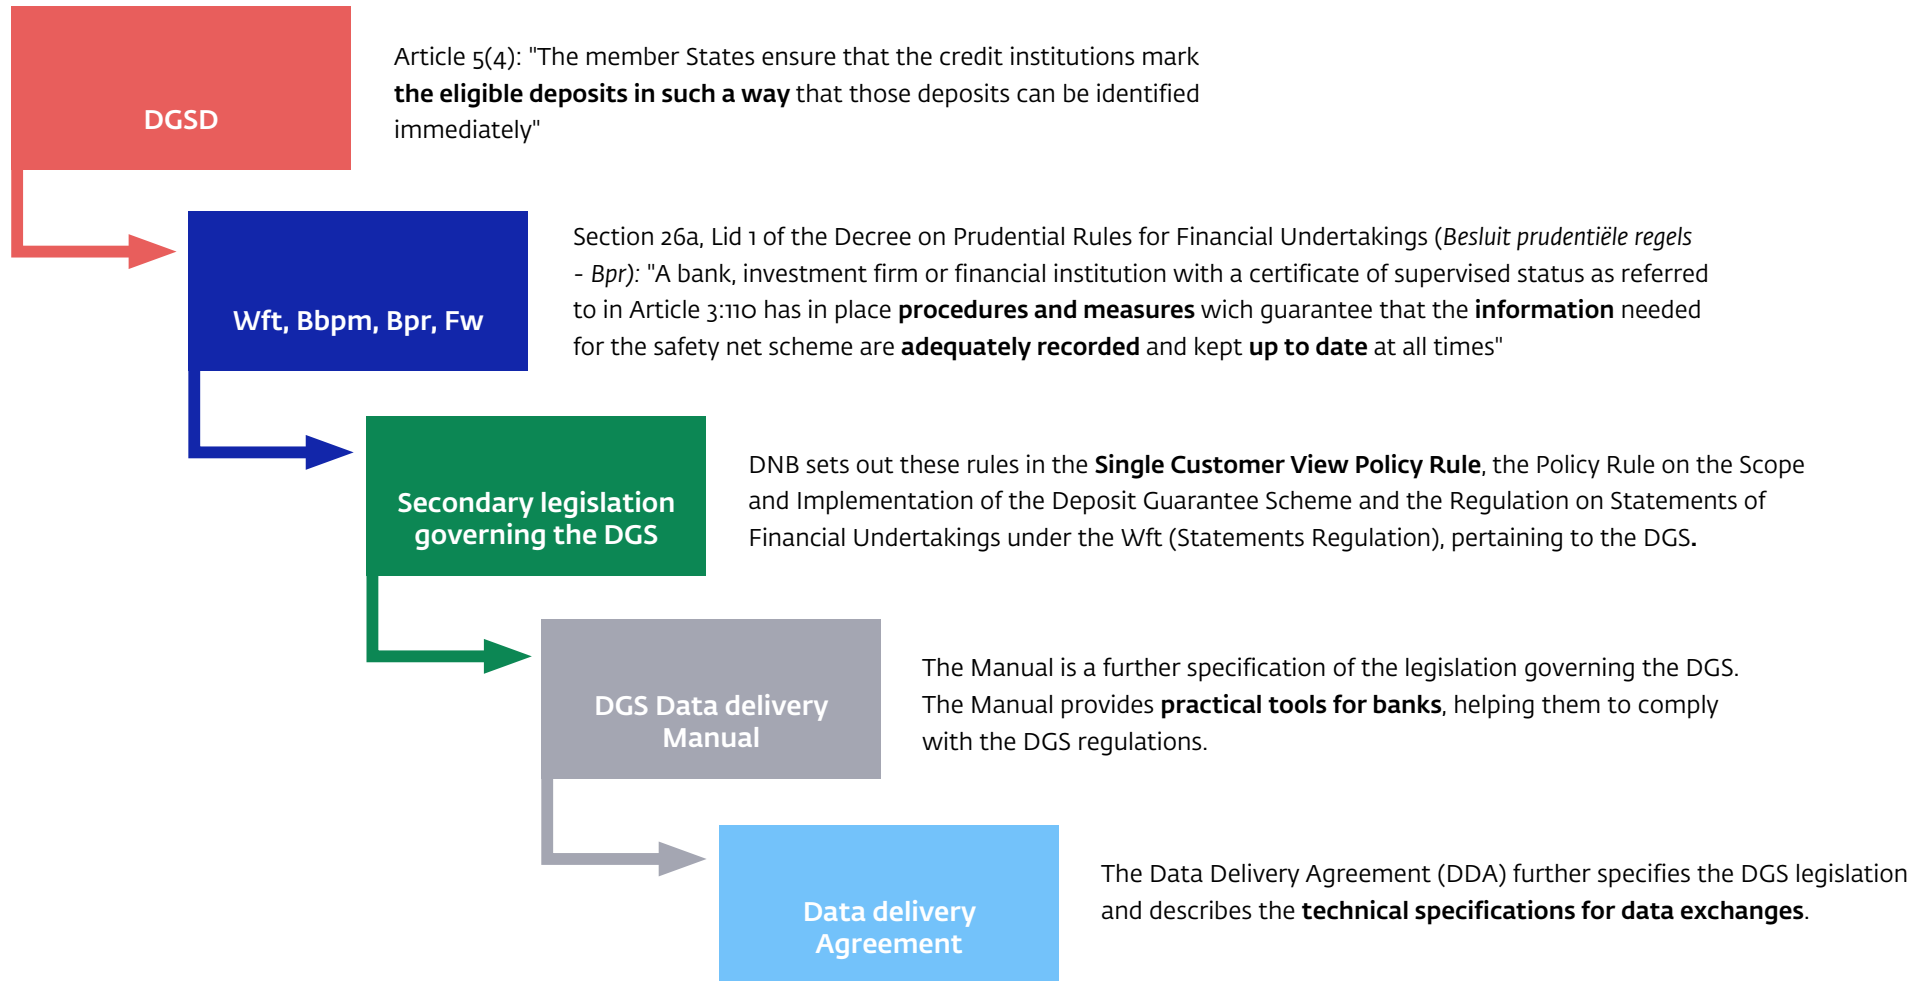 DGSD
Article 5(4): "The member States ensure that the credit institutions mark
the eligible deposits in such a way that those deposits can be identified
immediately"
Wft, Bbpm, Bpr, Fw
Section 26a, Lid 1 of the Decree on Prudential Rules for Financial Undertakings (Besluit prudentiële regels
- Bpr): "A bank, investment firm or financial institution with a certificate of supervised status as referred
to in Article 3:110 has in place procedures and measures wich guarantee that the information needed
for the safety net scheme are adequately recorded and kept up to date at all times"
Secondary legislation
governing the DGS
DNB sets out these rules in the Single Customer View Policy Rule, the Policy Rule on the Scope
and Implementation of the Deposit Guarantee Scheme and the Regulation on Statements of
Financial Undertakings under the Wft (Statements Regulation), pertaining to the DGS.
DGS Data delivery
Manual
The Manual is a further specification of the legislation governing the DGS.
The Manual provides practical tools for banks, helping them to comply
with the DGS regulations.
Data delivery
Agreement
The Data Delivery Agreement (DDA) further specifies the DGS legislation
and describes the technical specifications for data exchanges.